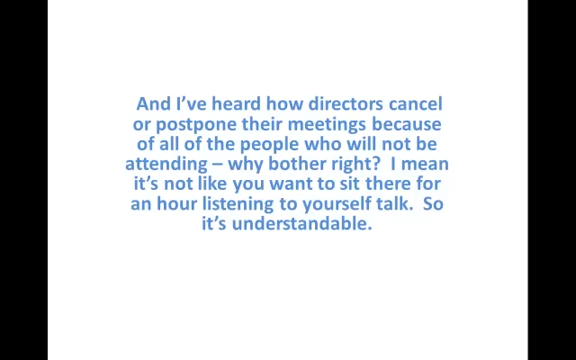 And I've heard how directors cancel
or postpone their meetings because
of all of the people who will not be
attending – why bother right?  I mean
it's not like you want to sit there for
an hour listening to yourself talk.  So
it's understandable.